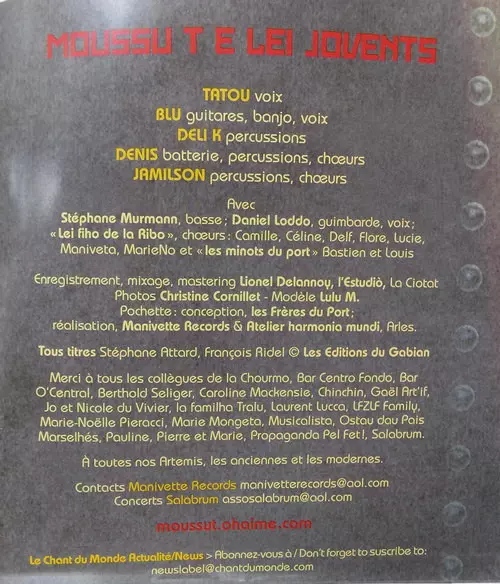 MOUSSU T E LEI JOVENTS
TATOU voix
BLU guitares, banjo, voix
DELI K percussions
DENIS batterie, percussions, chœurs
JAMILSON percussions, chœurs
Avec
Stéphane Murmann, basse; Daniel Loddo, guimbarde, voix;
« Lei fiho de la Ribo », chœurs: Camille, Céline, Delf, Flore, Lucie,
Maniveta, MarieNo et « les minots du port » Bastien et Louis
Enregistrement, mixage, mastering Lionel Delannoy, l'Estudiò, La Ciotat
Photos Christine Cornillet - Modèle Lulu M.
Pochette: conception, les Frères du Port;
réalisation, Manivette Records & Atelier harmonia mundi, Arles.
Tous titres Stéphane Attard, François Ridel © Les Editions du Gabian
Merci à tous les collègues de la Chourmo, Bar Centro Fondo, Bar
O'Central, Berthold Seliger, Caroline Mackensie, Chinchin, Gaël Art'if,
Jo et Nicole du Vivier, la familha Tralu, Laurent Lucca, LFZLF Family,
Marie-Noëlle Pieracci, Marie Mongeta, Musicalista, Ostau dau Païs
Marselhés, Pauline, Pierre et Marie, Propaganda Pel Fet!, Salabrum.
À toutes nos Artemis, les anciennes et les modernes.
Contacts Manivette Records manivetterecords@aol.com
Concerts Salabrum assosalabrum@aol.com
moussut.ohaime.com
Le Chant du Monde Actualité/News > Abonnez-vous à / Don't forget to suscribe to:
newslabel@chantdumonde.com